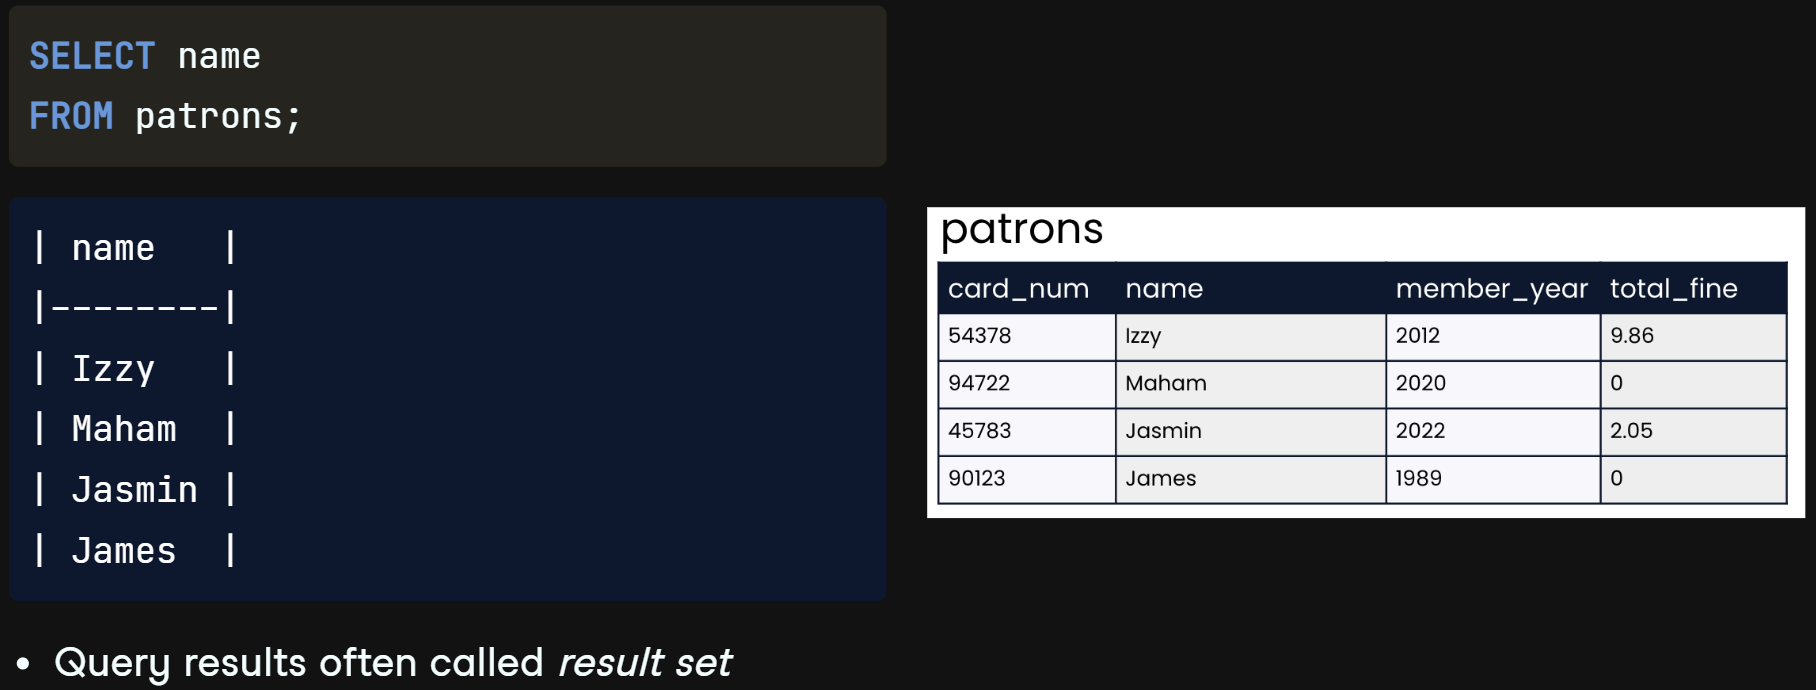 SELECT name
FROM patrons;
| name   |
|--------|
| Izzy   |
| Maham  |
| Jasmin |
| James  |
patrons
card_num name member_year total_fine
54378 Izzy 2012 9.86
94722 Maham 2020 0
45783 Jasmin 2022 2.05
90123 James 1989 0
• Query results often called result set